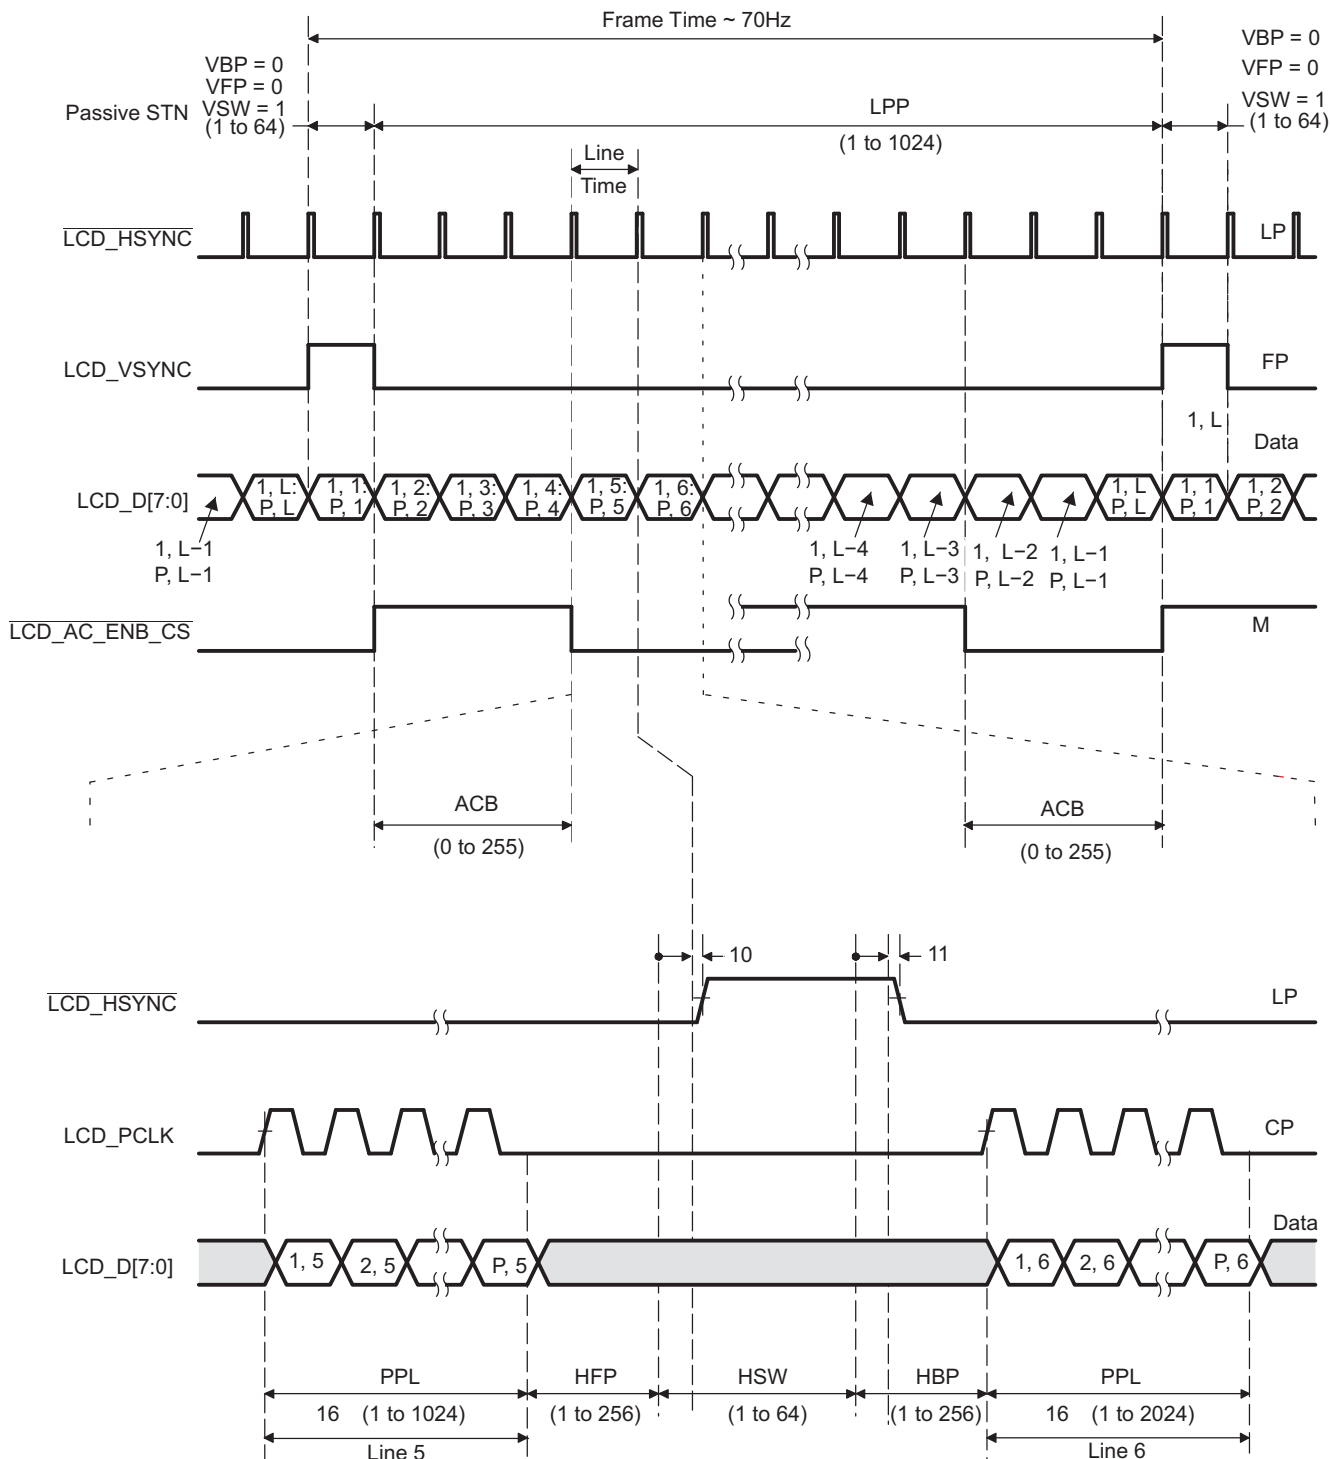 Frame Time ~ 70Hz
VBP = 0
VFP = 0
VSW = 1
(1 to 64)
VBP = 0
VFP = 0
VSW = 1
(1 to 64)
Passive STN
LPP
(1 to 1024)
Line
Time
LCD_HSYNC
LP
LCD_VSYNC
FP
1, L
Data
LCD_D[7:0]
1, L:
P, L
1, 1:
P, 1
1, 2:
P, 2
1, 3:
P, 3
1, 4:
P, 4
1, 5:
P, 5
1, 6:
P, 6
1, L
P, L
1, 1
P, 1
1, 2
P, 2
1, L−1
P, L−1
1, L−4
P, L−4
1, L−3
P, L−3
1, L−2
P, L−2
1, L−1
P, L−1
LCD_AC_ENB_CS
M
ACB
(0 to 255)
ACB
(0 to 255)
10
11
LCD_HSYNC
LP
LCD_PCLK
CP
Data
LCD_D[7:0]
1, 5
2, 5
P, 5
1, 6
2, 6
P, 6
PPL
HFP
HSW
HBP
PPL
16 (1 to 1024)
(1 to 256)
(1 to 64)
(1 to 256)
16 (1 to 2024)
Line 5
Line 6